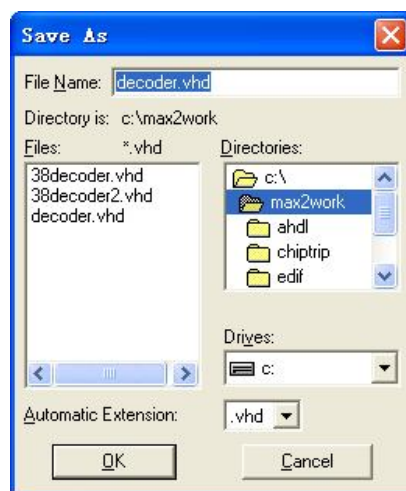 Save As
File Name: decoder.vhd
Directory is: c:\max2work
Files: *.vhd
Directories:
38decoder.vhd
38decoder2.vhd
decoder.vhd
c:\
max2work
ahdl
chiptrip
edif
Drives:
c:
Automatic Extension: .vhd
OK
Cancel